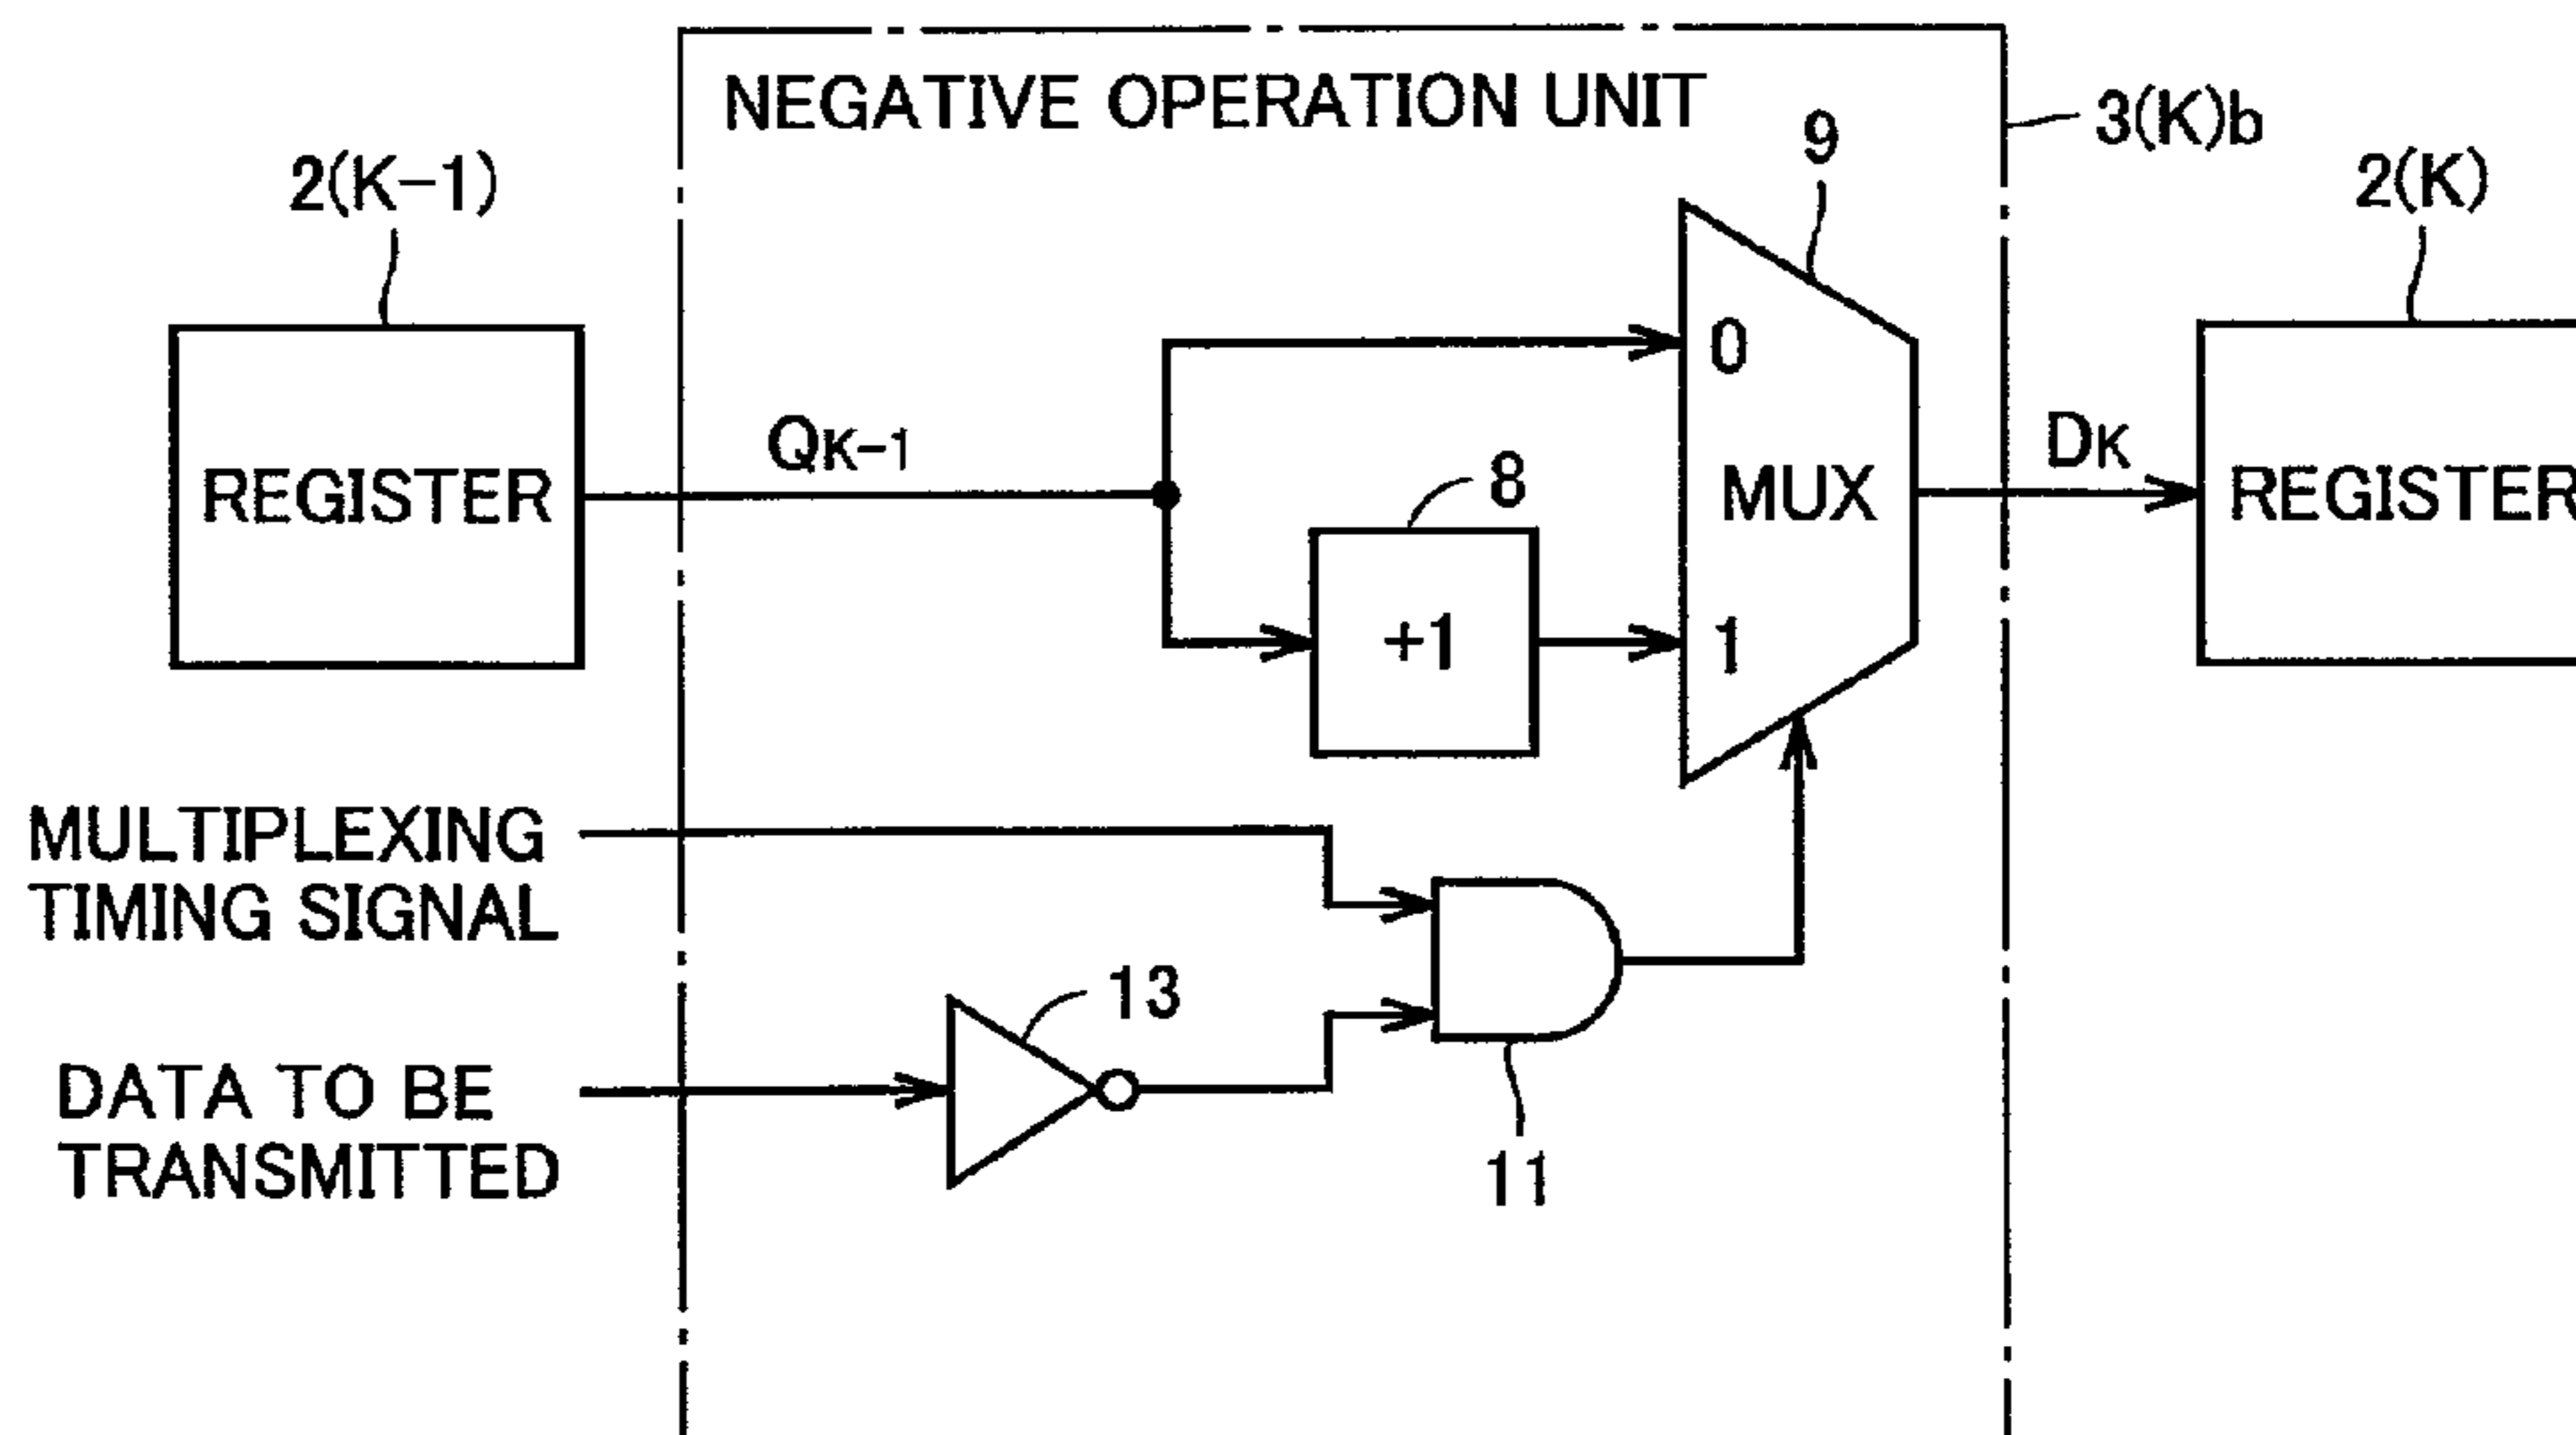 NEGATIVE OPERATION UNIT
3(K)b
9
2(K-1)
2(K)
0
QK-1
DK
8
REGISTER
MUX
REGISTER
+1
1
MULTIPLEXING
TIMING SIGNAL
13
DATA TO BE
TRANSMITTED
11